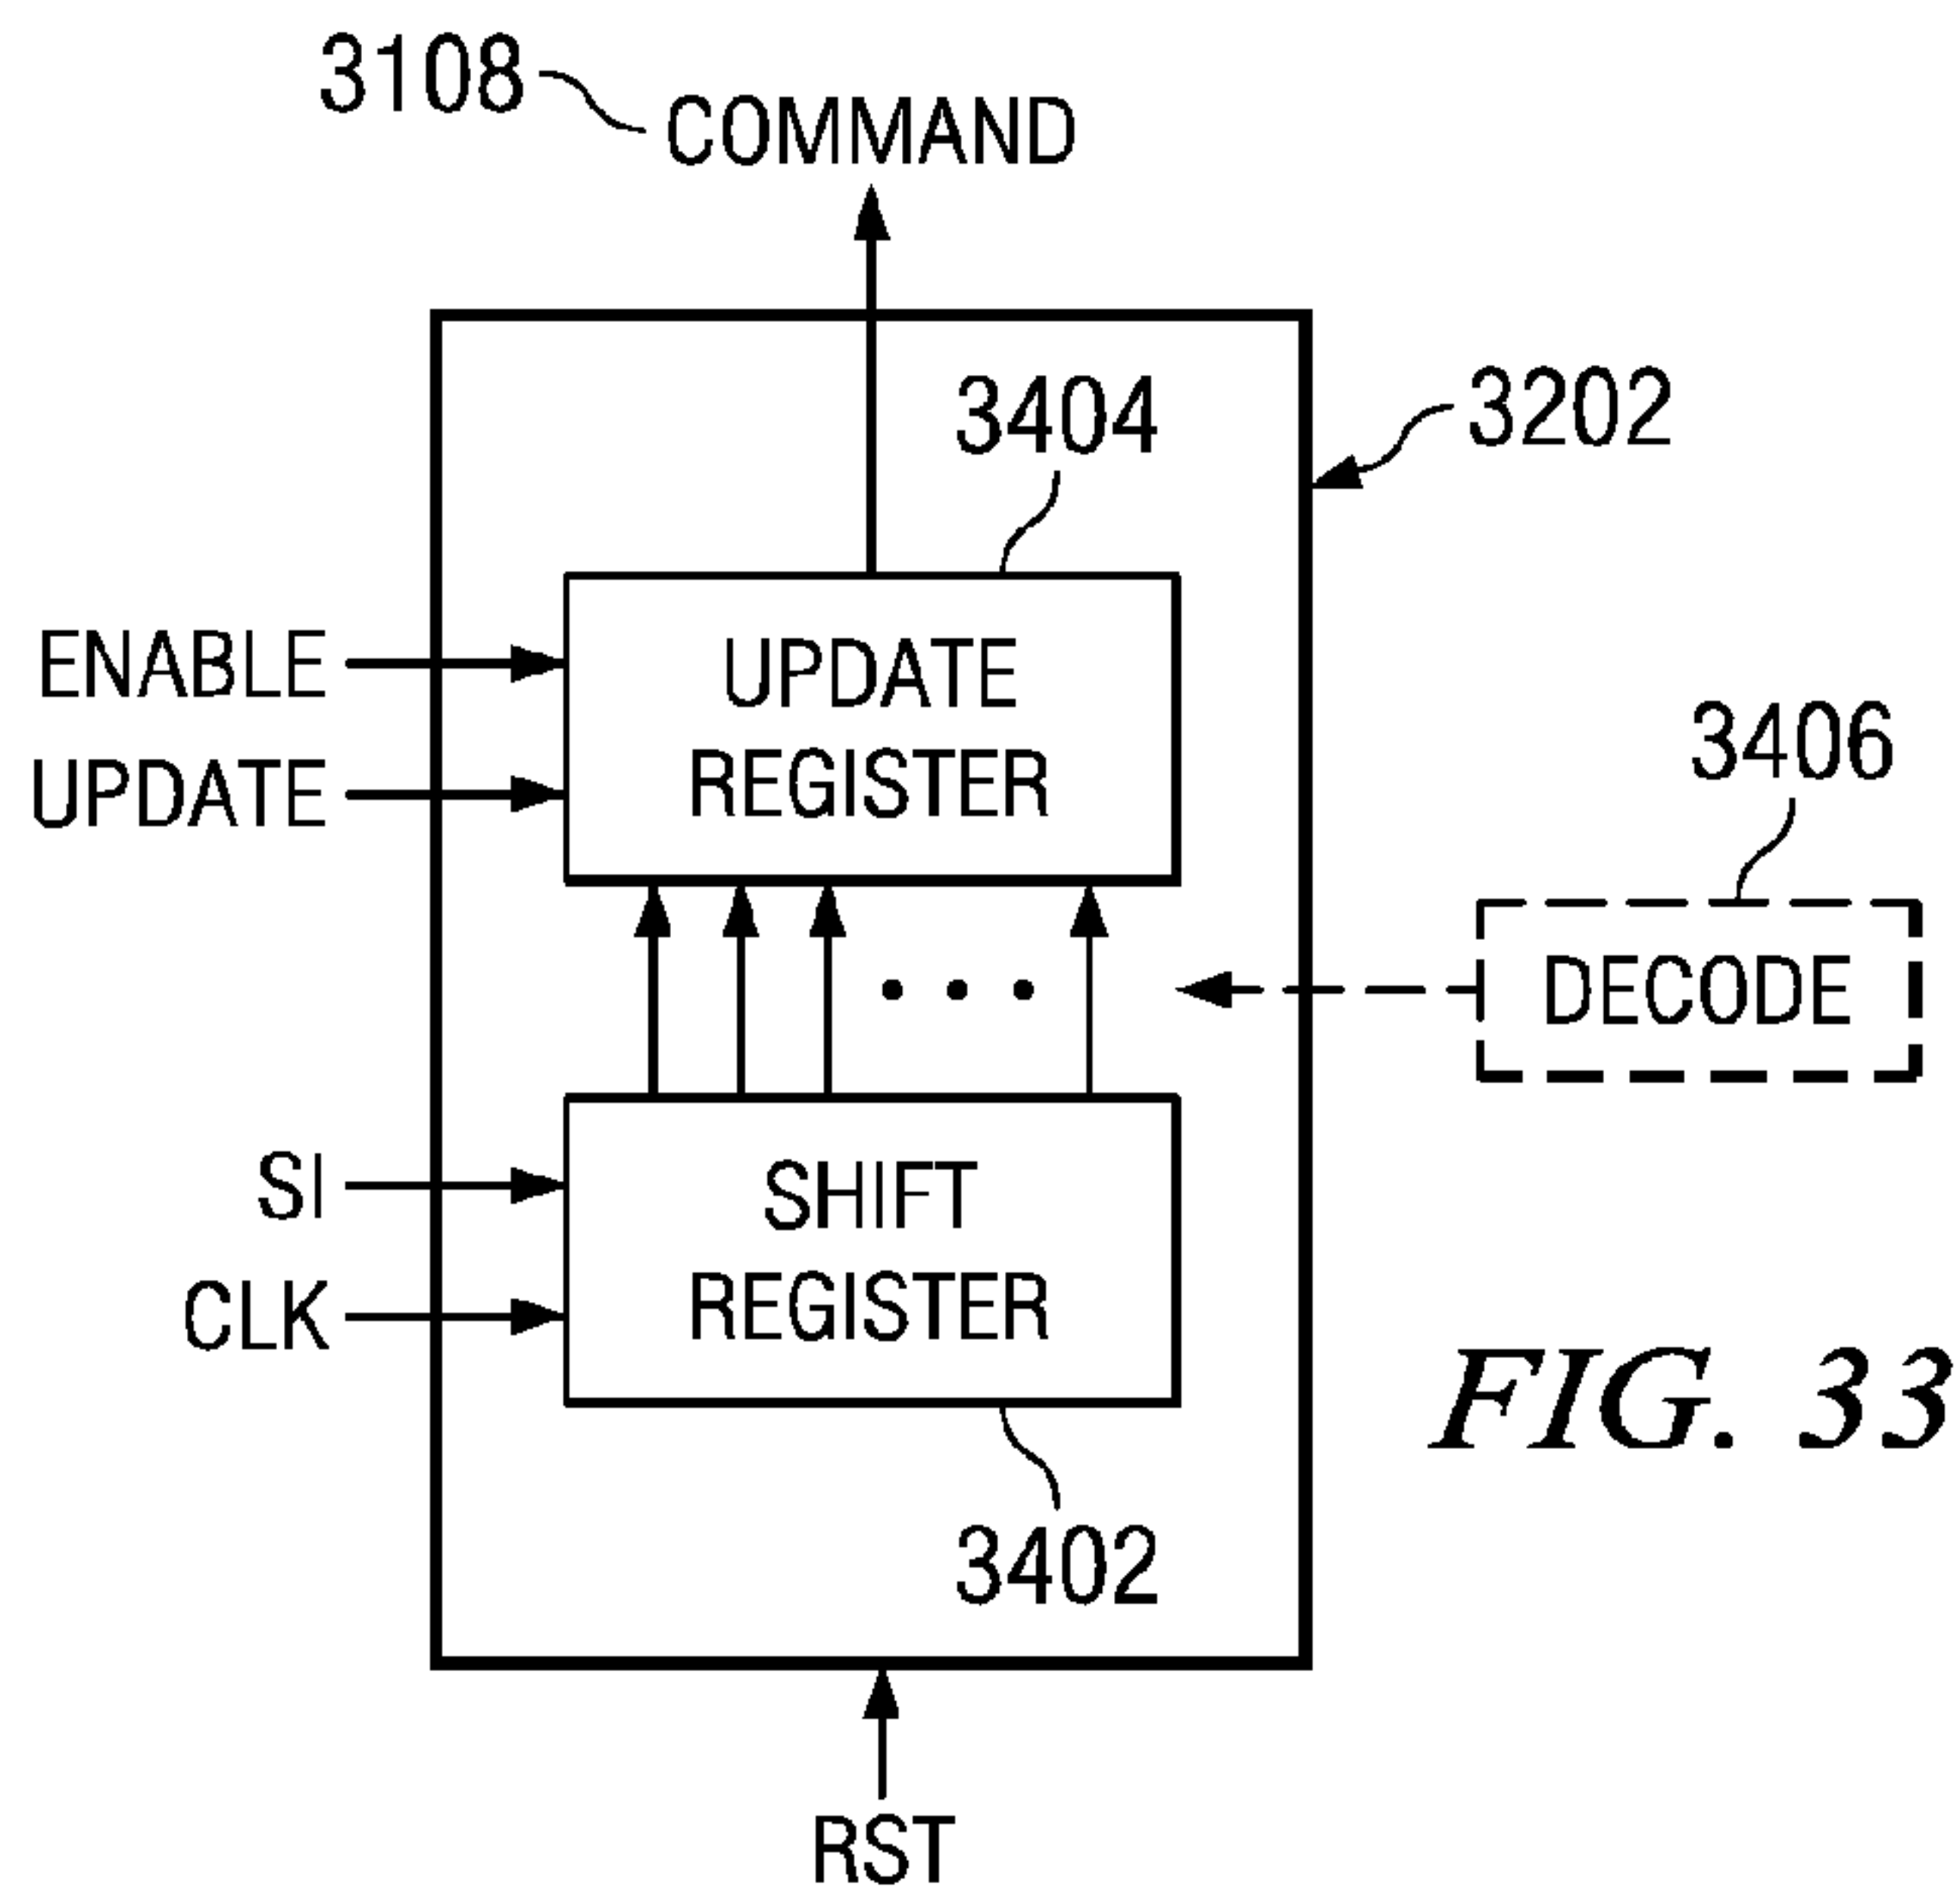 3108
COMMAND
3404
3202
ENABLE
UPDATE
UPDATE
REGISTER
3406
DECODE
SI
CLK
SHIFT
REGISTER
FIG. 33
3402
RST